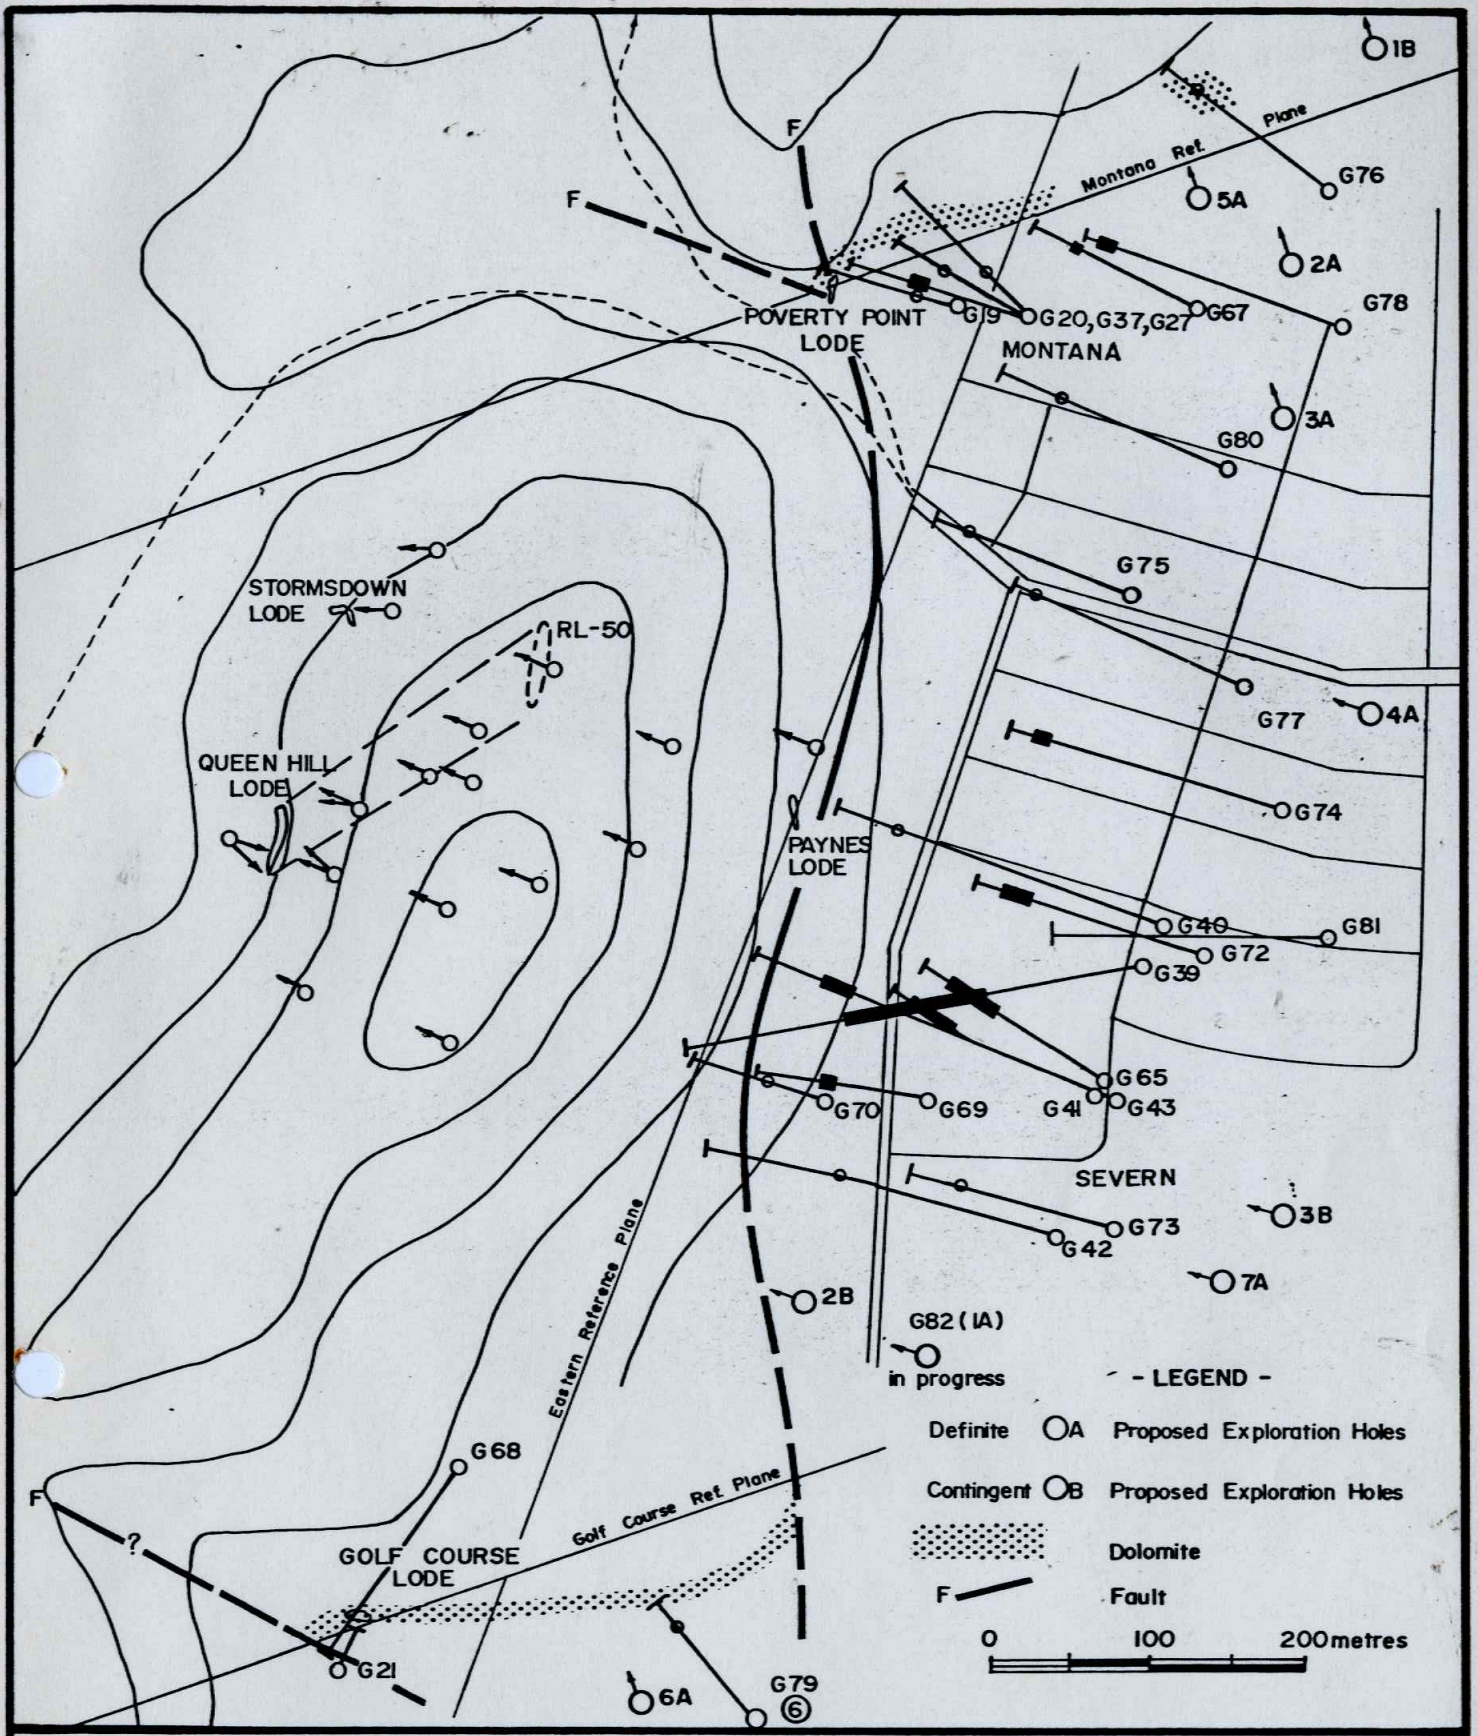 1B
F
Montana Ref. Plane
G76
F
5A
2A
G78
POVERTY POINT
LODE
G19
G20,G37,G27
G67
MONTANA
3A
G80
G75
STORMSDOWN
LODE
RL-50
G77
4A
QUEEN HILL
LODE
G74
PAYNES
LODE
G40
G81
G72
G39
G65
G41
G43
G70
G69
SEVERN
G73
G42
3B
7A
2B
Eastern Reference Plane
G82 (1A)
in progress
- LEGEND -
Definite OA Proposed Exploration Holes
Contingent OB Proposed Exploration Holes
Dolomite
F Fault
0 100 200 metres
G68
F
?
Golf Course Ref. Plane
GOLF COURSE
LODE
G21
6A
G79
6